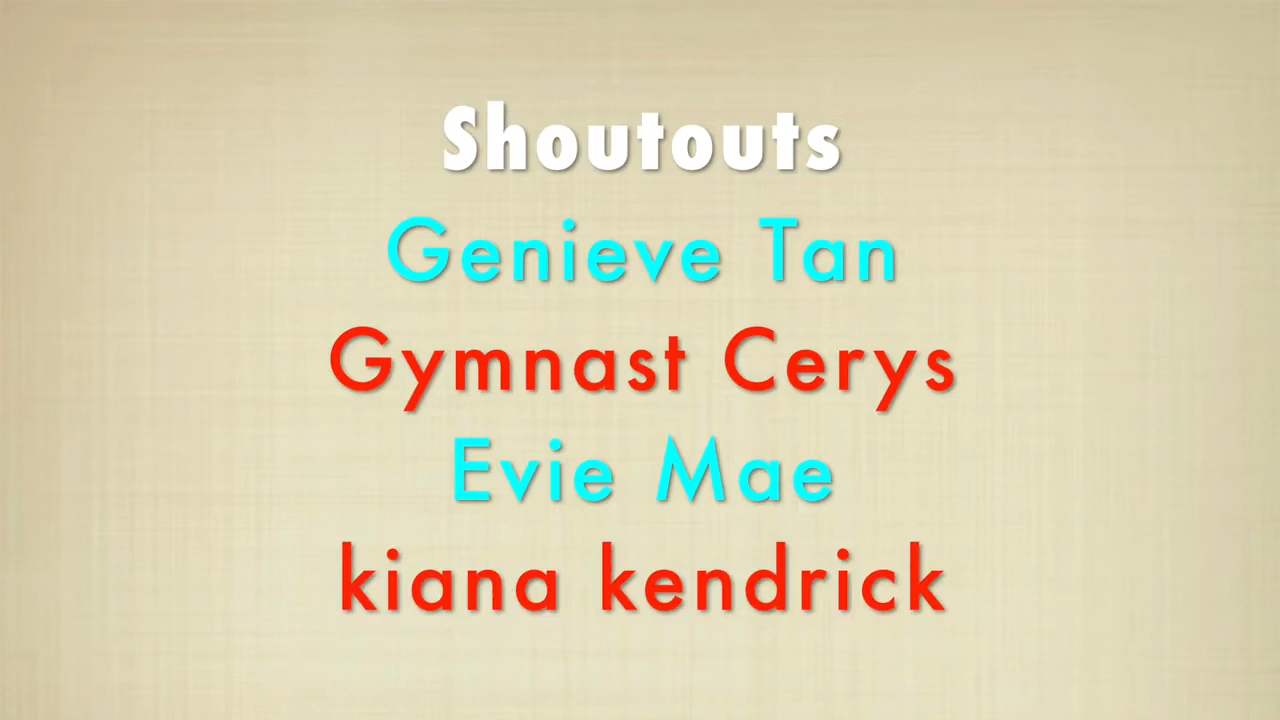 Shoutouts
Genieve Tan
Gymnast Cerys
Evie Mae
kiana kendrick